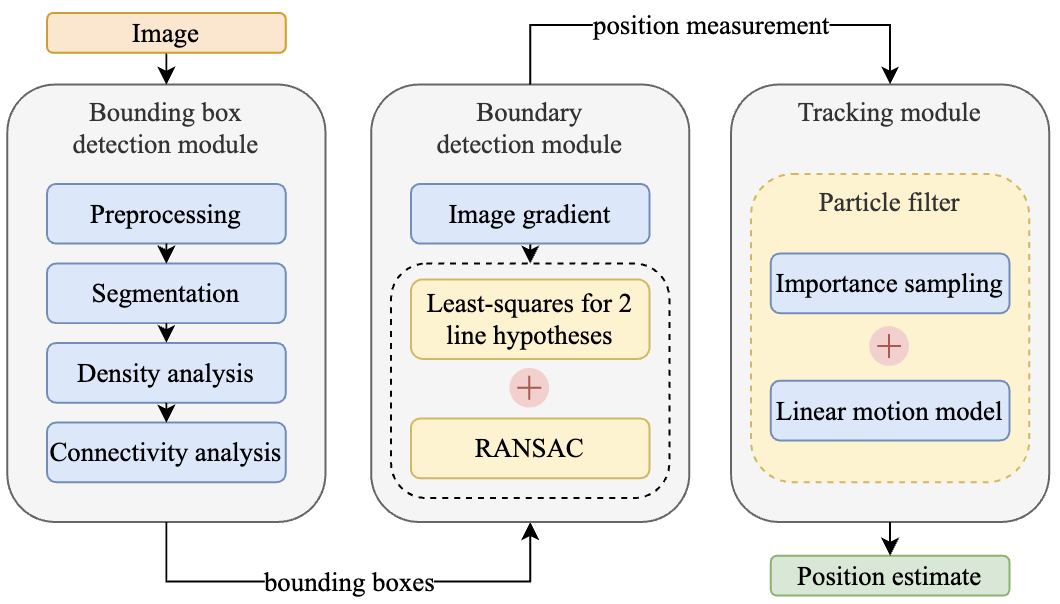 Image
Bounding box
detection module
Preprocessing
Segmentation
Density analysis
Connectivity analysis
bounding boxes
Boundary
detection module
Image gradient
Least-squares for 2
line hypotheses
RANSAC
position measurement
Tracking module
Particle filter
Importance sampling
Linear motion model
Position estimate